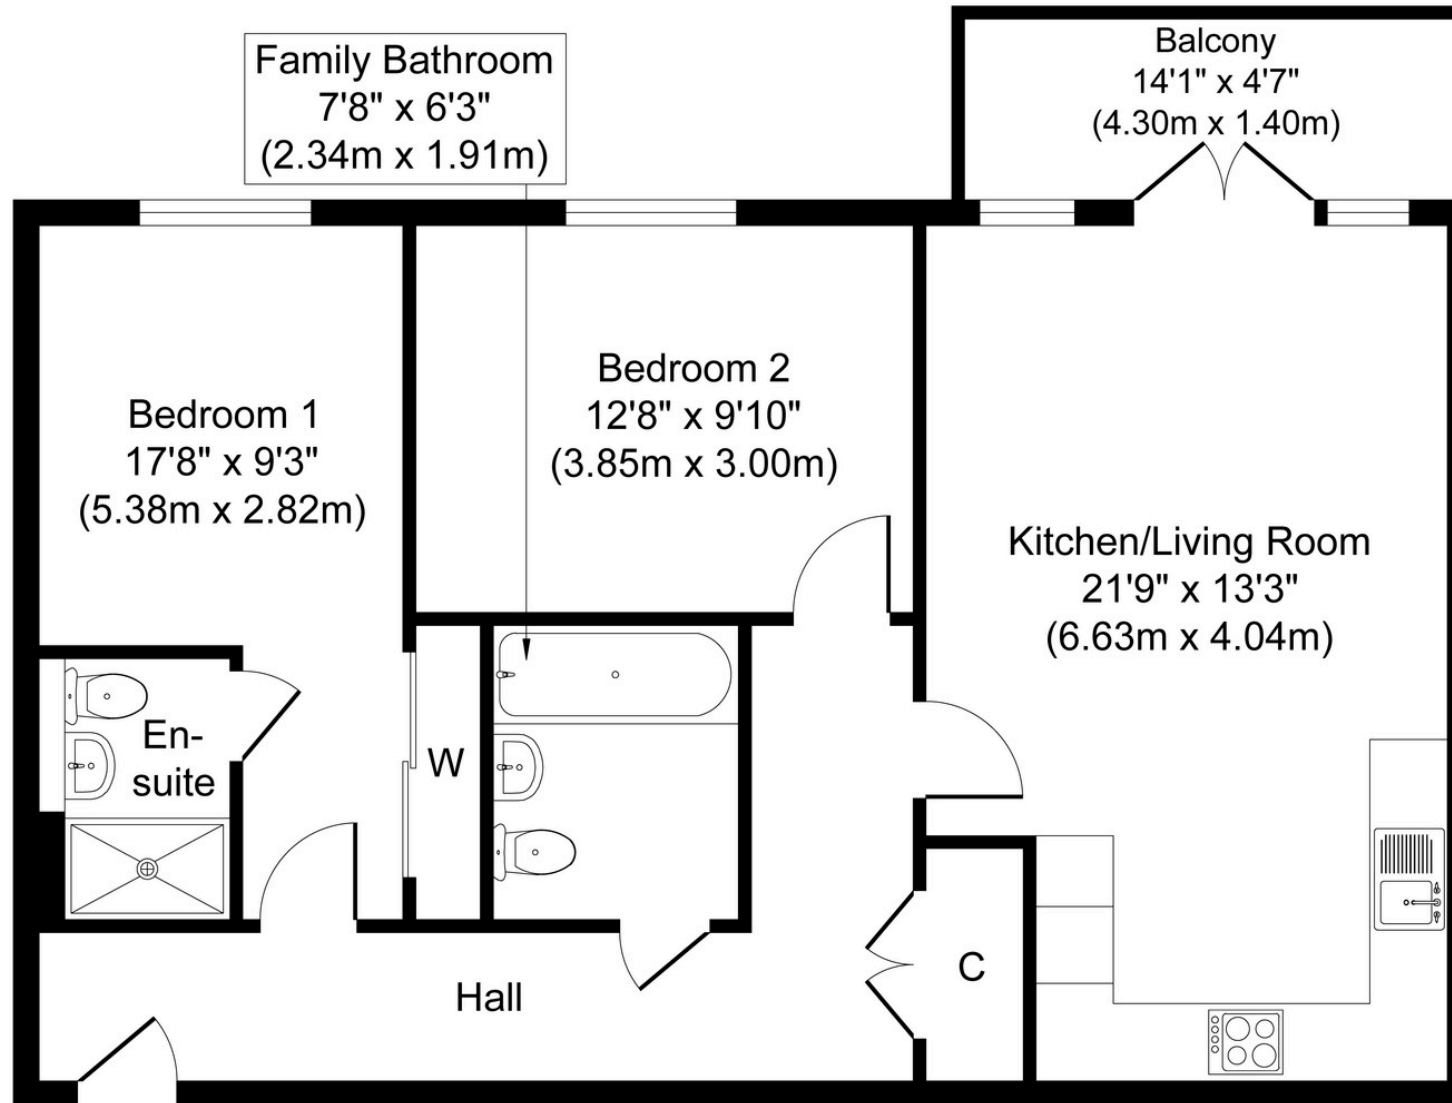 Family Bathroom
7'8" x 6'3"
(2.34m x 1.91m)
Balcony
14'1" x 4'7"
(4.30m x 1.40m)
Bedroom 1
17'8" x 9'3"
(5.38m x 2.82m)
Bedroom 2
12'8" x 9'10"
(3.85m x 3.00m)
Kitchen/Living Room
21'9" x 13'3"
(6.63m x 4.04m)
En-
suite
W
C
Hall